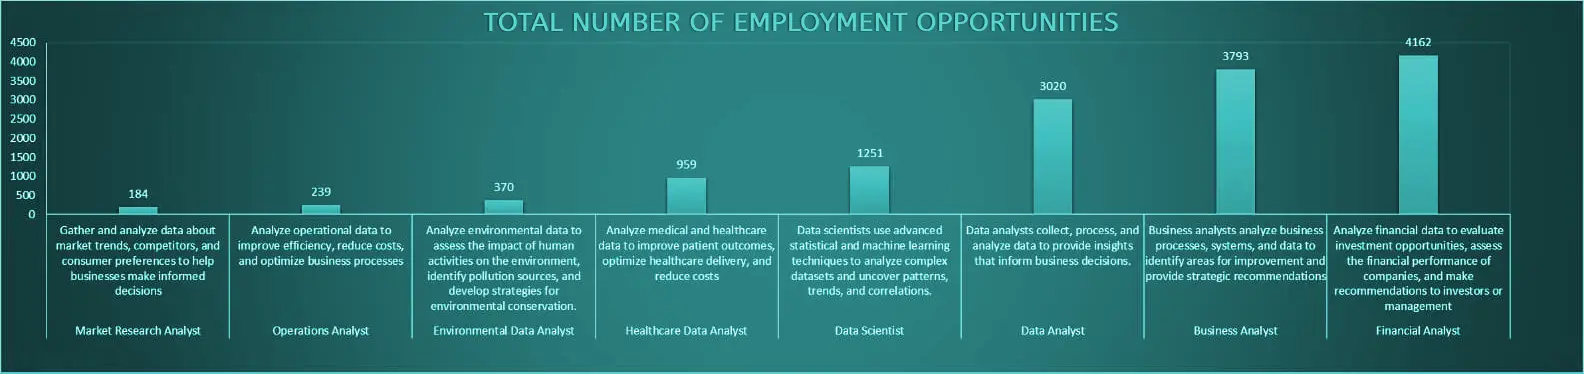 TOTAL NUMBER OF EMPLOYMENT OPPORTUNITIES
4500
4000
3500
3000
2500
2000
1500
1000
500
0
184
239
370
959
1251
3020
3793
4162
Gather and analyze data about
market trends, competitors, and
consumer preferences to help
businesses make informed
decisions
Market Research Analyst
Analyze operational data to
improve efficiency, reduce costs,
and optimize business processes
Operations Analyst
Analyze environmental data to
assess the impact of human
activities on the environment,
identify pollution sources, and
develop strategies for
environmental conservation.
Environmental Data Analyst
Analyze medical and healthcare
data to improve patient outcomes,
optimize healthcare delivery, and
reduce costs
Healthcare Data Analyst
Data scientists use advanced
statistical and machine learning
techniques to analyze complex
datasets and uncover patterns,
trends, and correlations.
Data Scientist
Data analysts collect, process, and
analyze data to provide insights
that inform business decisions.
Data Analyst
Business analysts analyze business
processes, systems, and data to
identify areas for improvement and
provide strategic recommendations
Business Analyst
Analyze financial data to evaluate
investment opportunities, assess
the financial performance of
companies, and make
recommendations to investors or
management
Financial Analyst